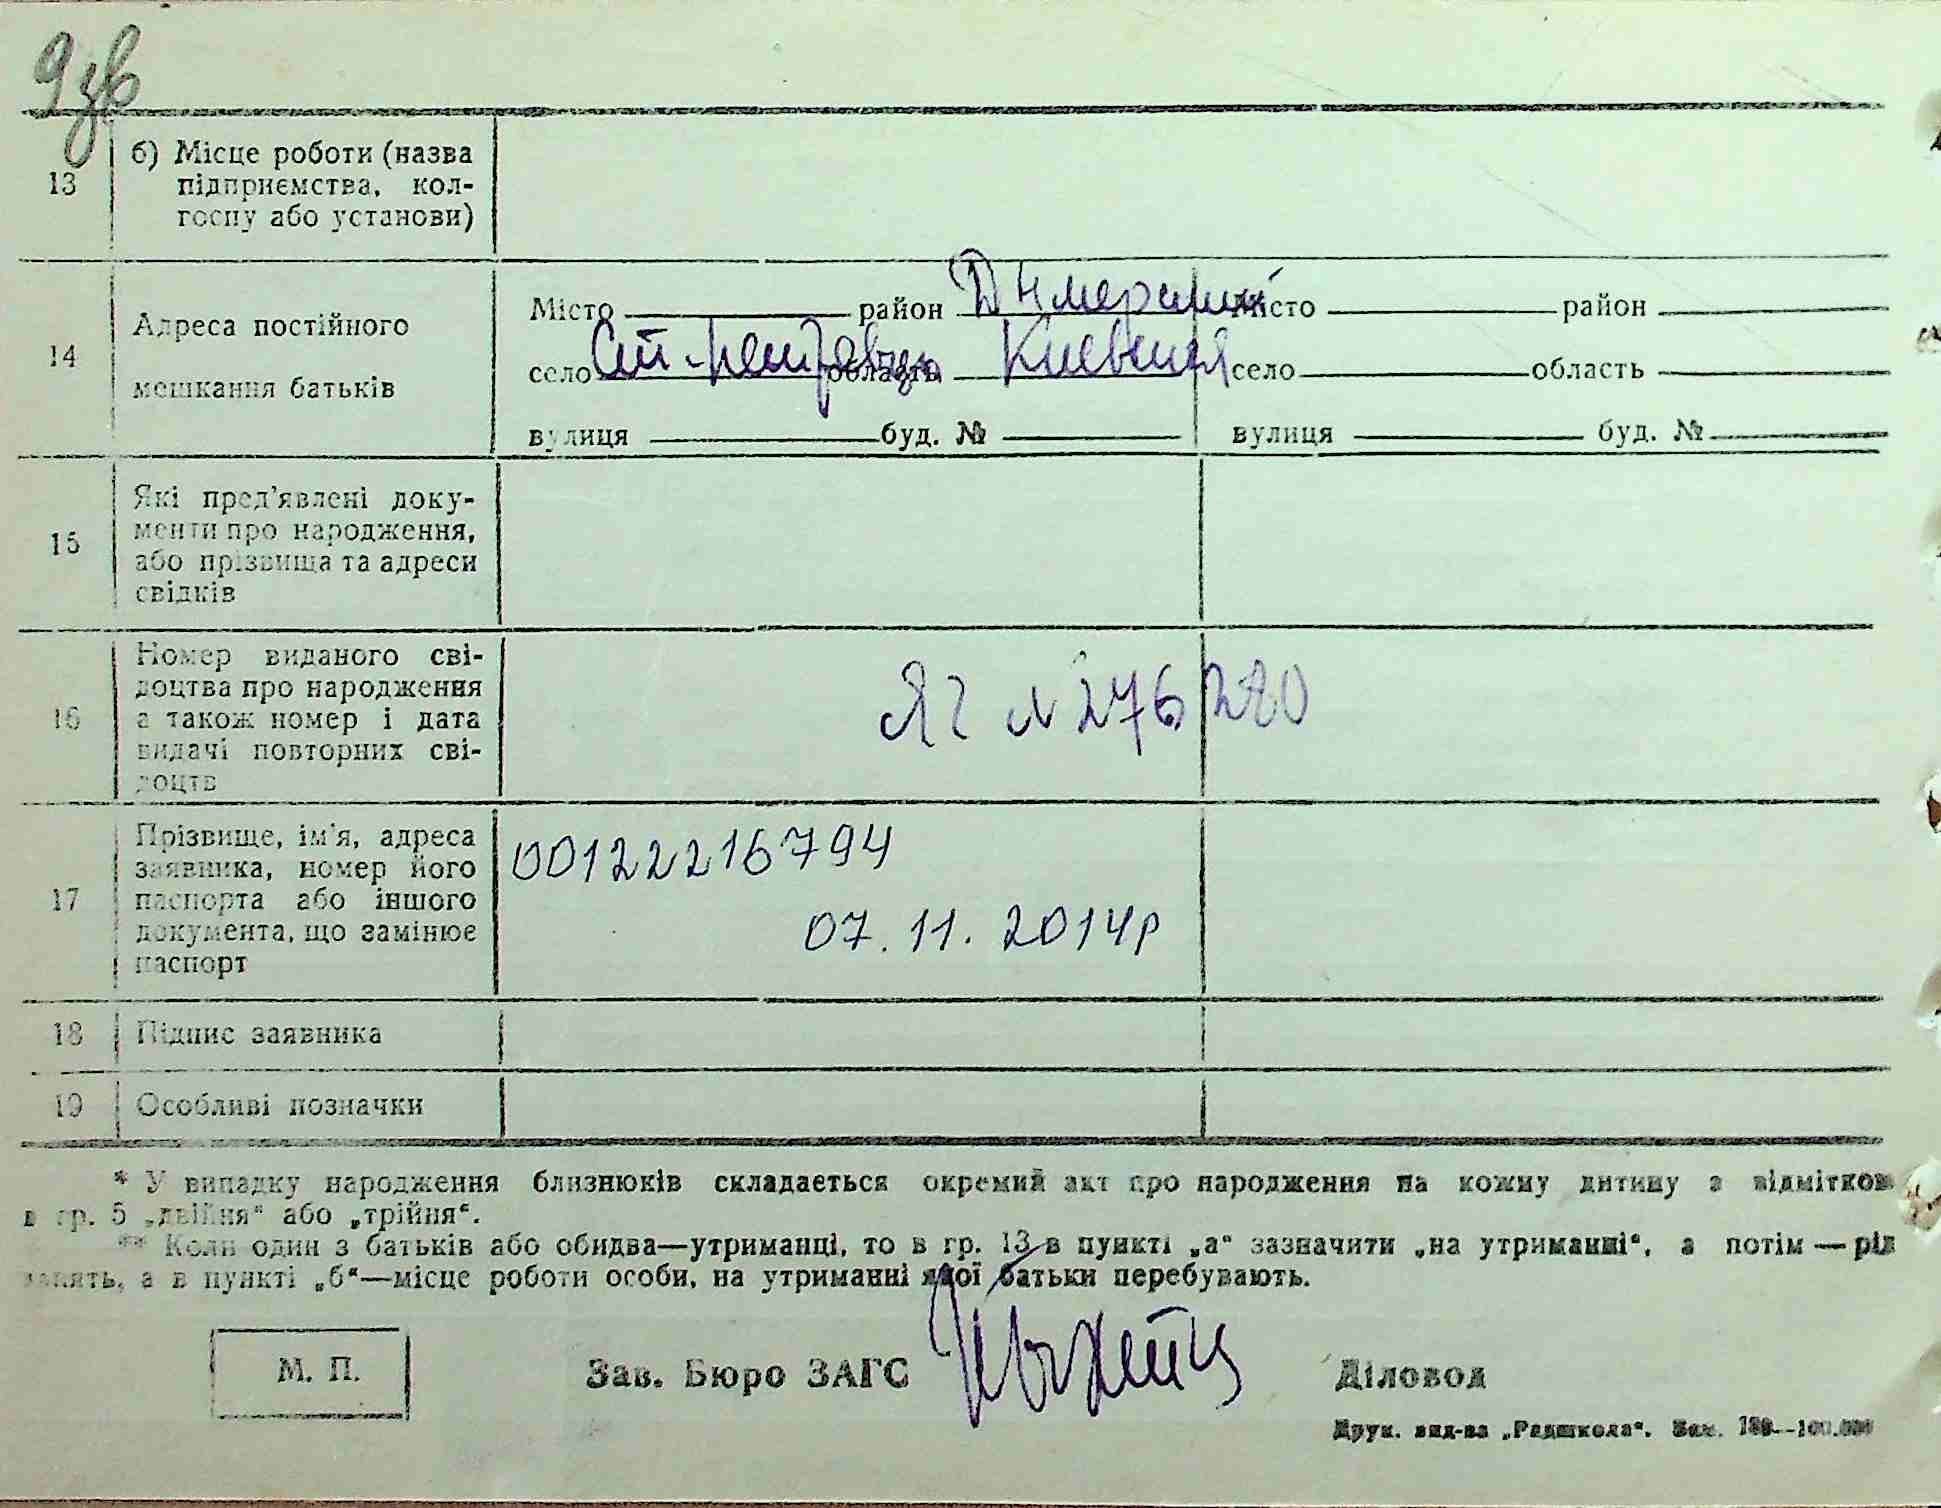 9зв
13 б) Місце роботи (назва
підприємства, кол-
госпу або установи)
Місто район Димерський Місто район
14 Адреса постійного
мешкання батьків
село Ст-Петрівці область Киевская село область
вулиця буд. № вулиця буд. №
15 Які пред'явлені доку-
менти про народження,
або прізвища та адреси
свідків
16 Номер виданого сві-
доцтва про народження
а також номер і дата
видачі повторних сві-
доцтв
ЯГ № 276280
17 Прізвище, ім'я, адреса
заявника, номер його
паспорта або іншого
документа, що замінює
паспорт
00122216794
07.11.2014р
18 Підпис заявника
19 Особливі позначки
* У випадку народження близнюків складається окремий акт про народження на кожну дитину з відміткою
в гр. 5 „двійня“ або „трійня“.
** Коли один з батьків або обидва—утриманці, то в гр. 13 в пункті „а“ зазначити „на утриманні“, а потім—рід
занять, а в пункті „б“—місце роботи особи, на утриманні якої батьки перебувають.
М. П. Зав. Бюро ЗАГС Діловод
Друк. вид-ва „Радшкола“. Зам. 100.000